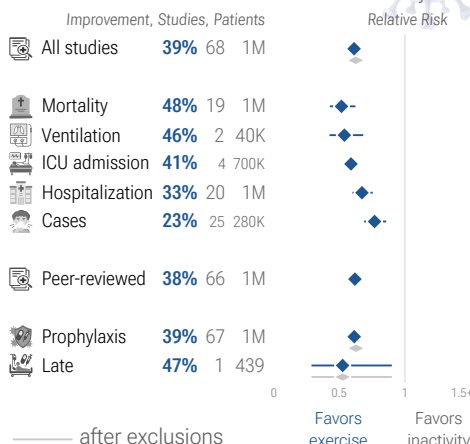 Improvement, Studies, Patients Relative Risk
All studies 39% 68 1M
Mortality 48% 19 1M
Ventilation 46% 2 40K
ICU admission 41% 4 700K
Hospitalization 33% 20 1M
Cases 23% 25 280K
Peer-reviewed 38% 66 1M
Prophylaxis 39% 67 1M
Late 47% 1 439
0 0.5 1 1.5+
Favors Favors
exercise inactivity
after exclusions